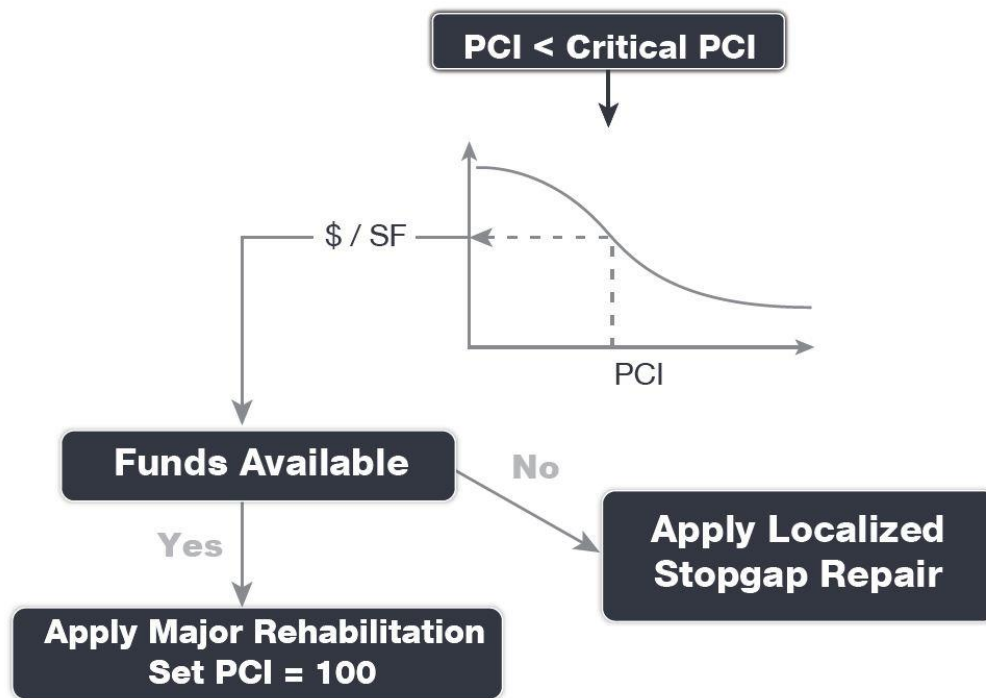 PCI < Critical PCI
$ / SF
PCI
Funds Available
No
Yes
Apply Localized
Stopgap Repair
Apply Major Rehabilitation
Set PCI = 100